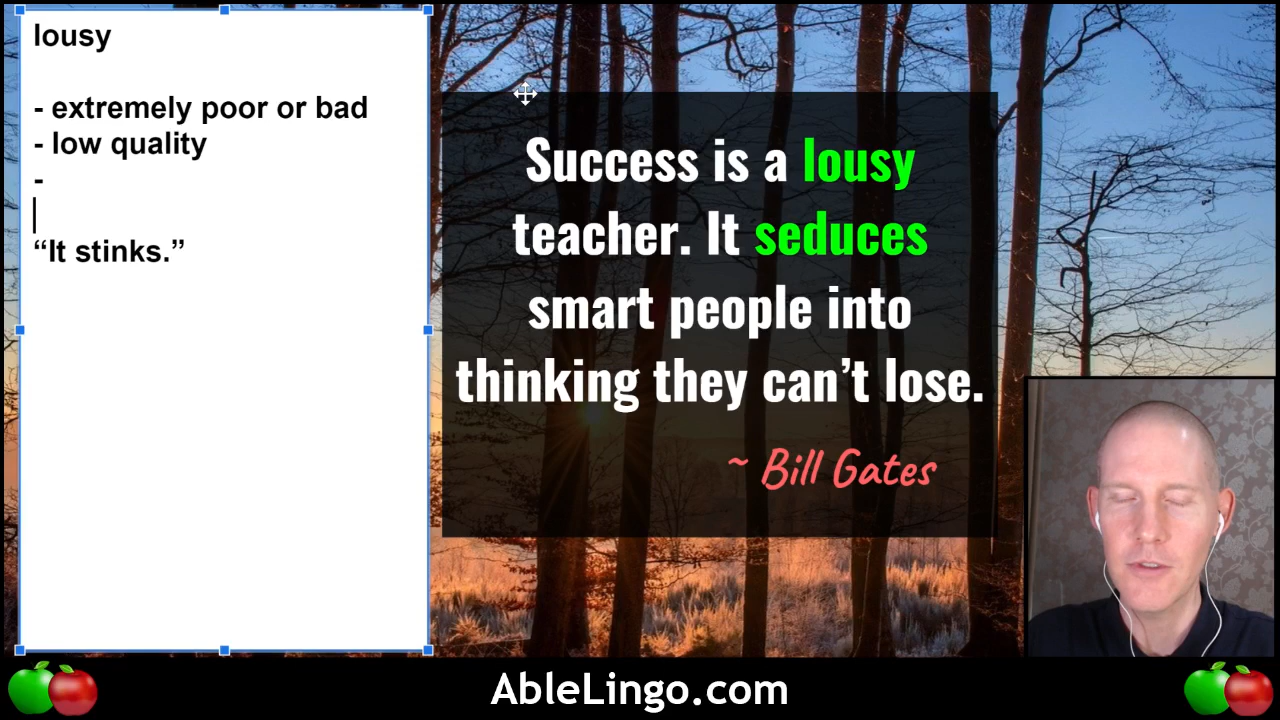 lousy
- extremely poor or bad
- low quality
-
“It stinks.”
Success is a lousy
teacher. It seduces
smart people into
thinking they can’t lose.
~ Bill Gates
AbleLingo.com